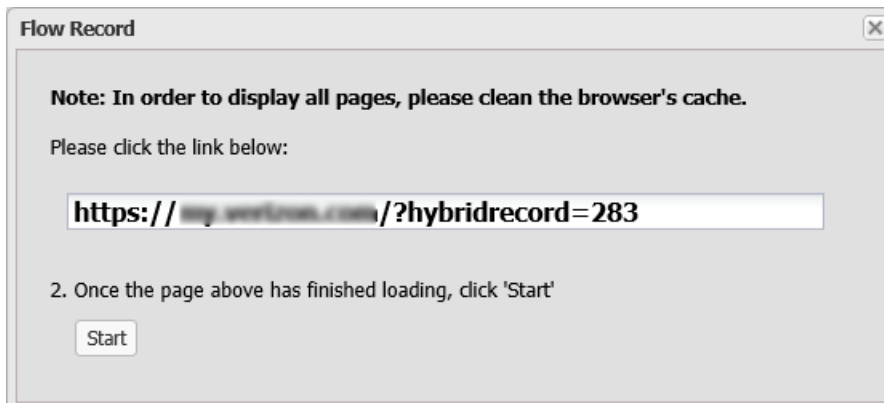 Flow Record
Note: In order to display all pages, please clean the browser's cache.
Please click the link below:
https:// /?hybridrecord=283
2. Once the page above has finished loading, click 'Start'
Start